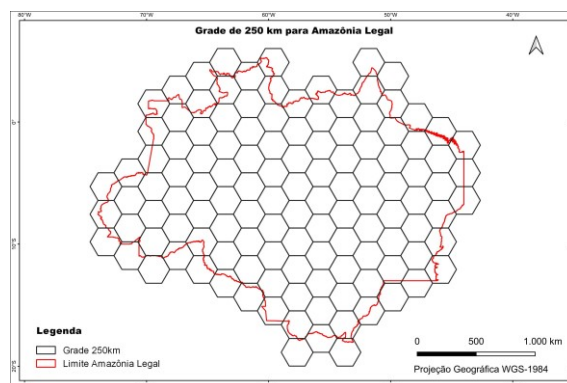 80°W 70°W 60°W 50°W 40°W
Grade de 250 km para Amazônia Legal
0°
10°S
20°S
Legenda
Grade 250km
Limite Amazônia Legal
0 500 1.000 km
Projeção Geográfica WGS-1984